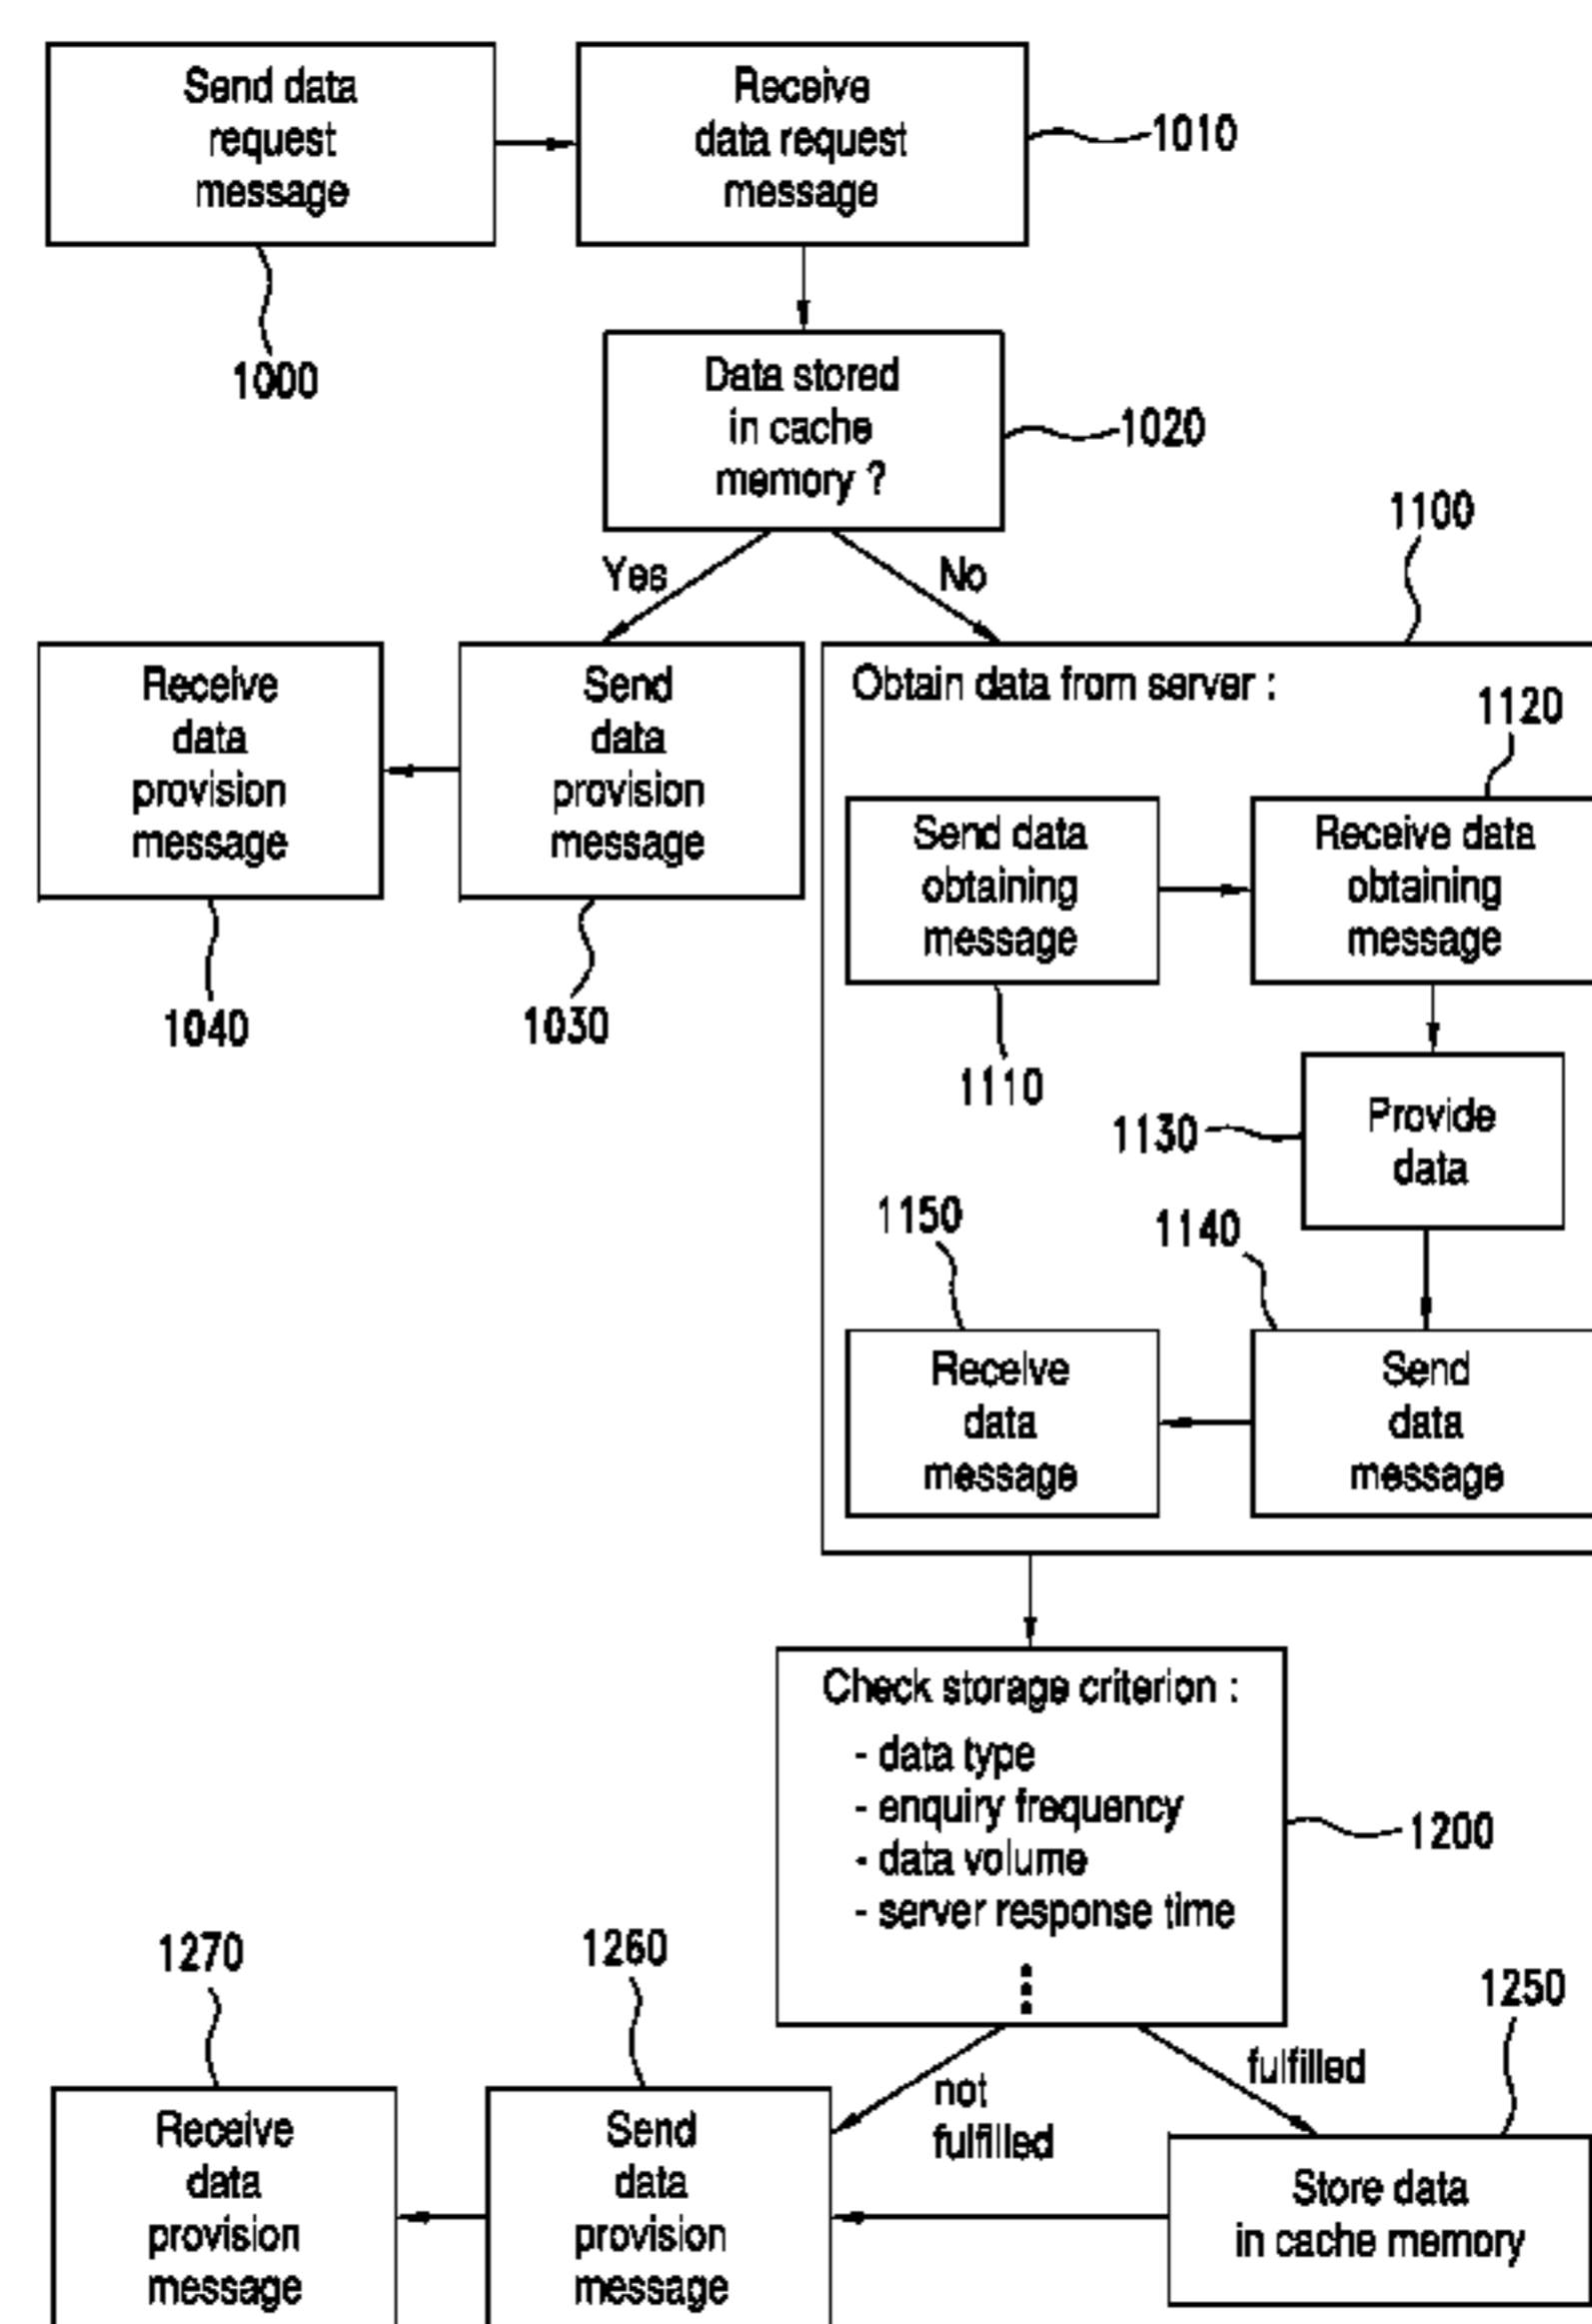 Send data
request
message
Receive
data request
message
1010
1000
Data stored
in cache
memory ?
1020
Yes
No
1100
Receive
data
provision
message
Send
data
provision
message
Obtain data from server :
1120
Send data
obtaining
message
Receive data
obtaining
message
1040
1030
1110
1130
Provide
data
1150
1140
Receive
data
message
Send
data
message
Check storage criterion :
- data type
- enquiry frequency
- data volume
- server response time
1200
1270
1260
1250
not
fulfilled
fulfilled
Receive
data
provision
message
Send
data
provision
message
Store data
in cache memory